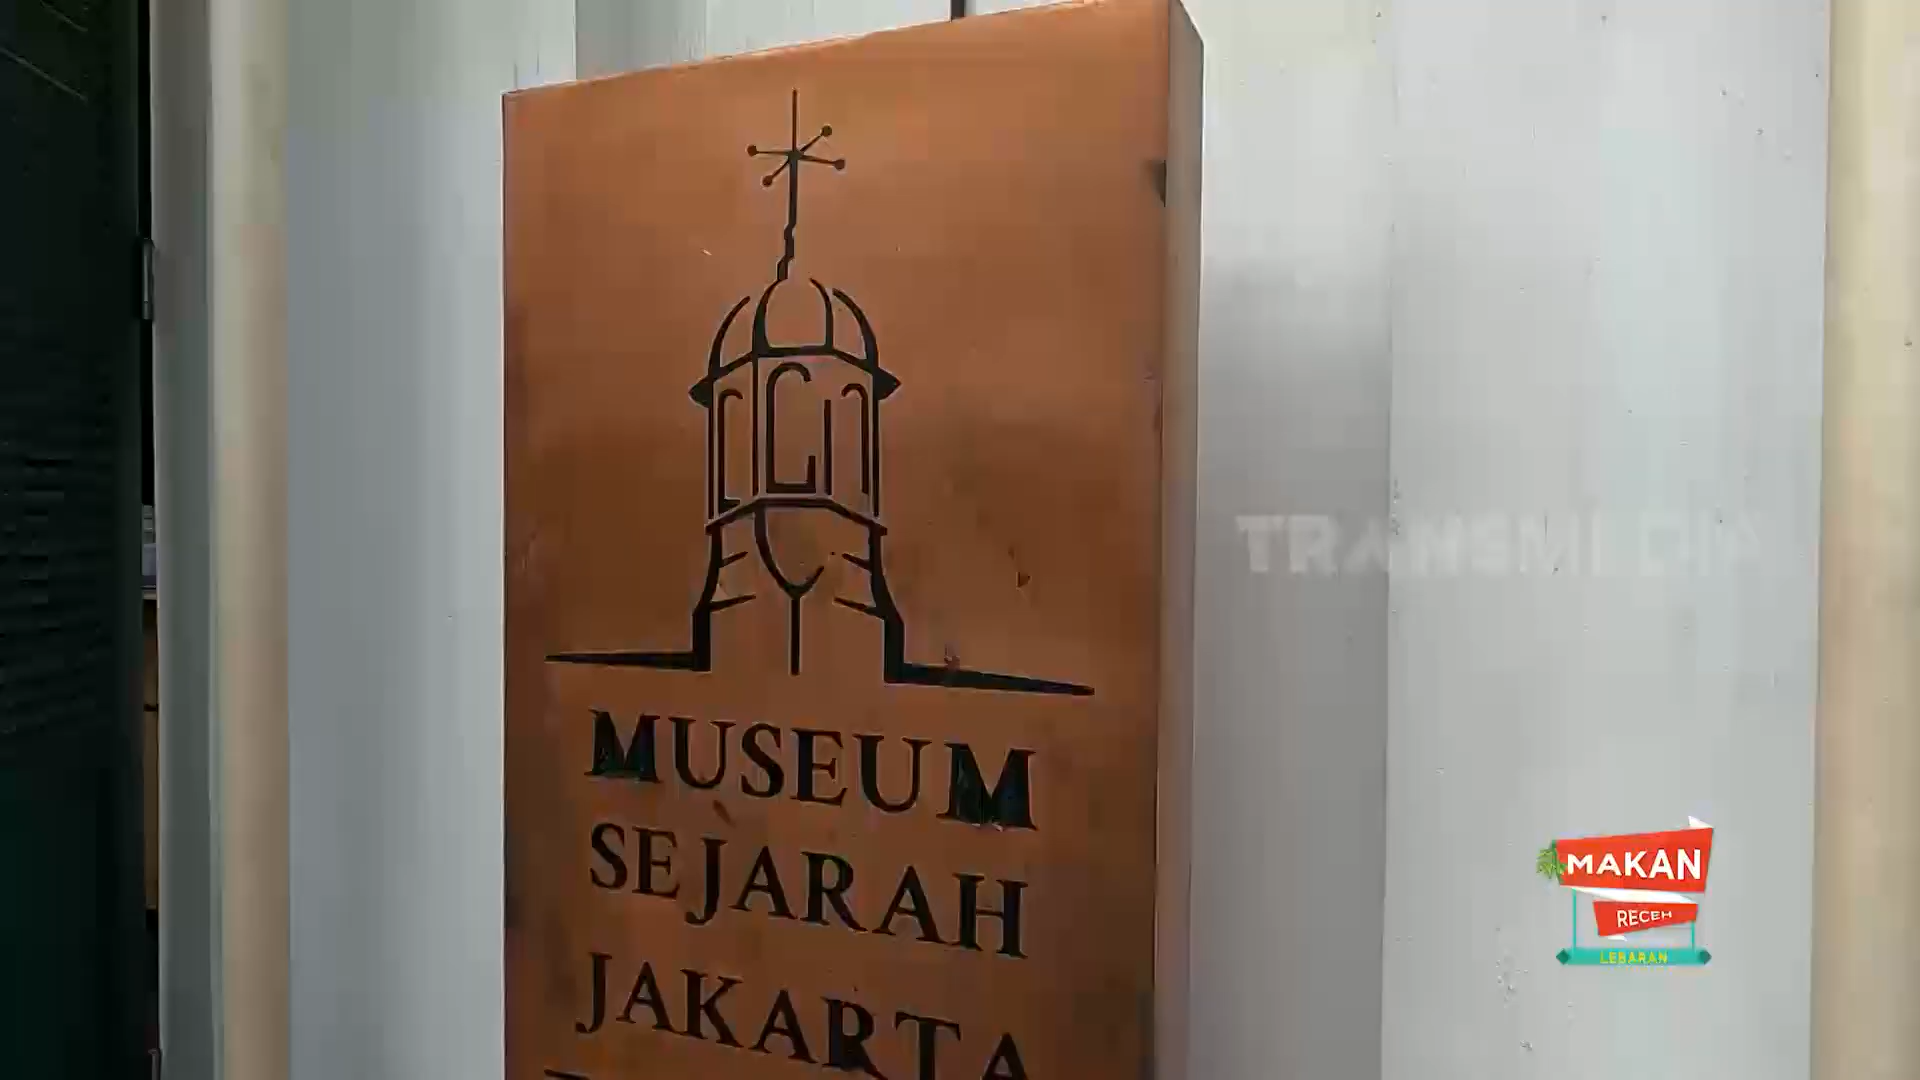 MUSEUM
SEJARAH
JAKARTA
TRANSMEDIA
MAKAN
RECEH
LEBARAN